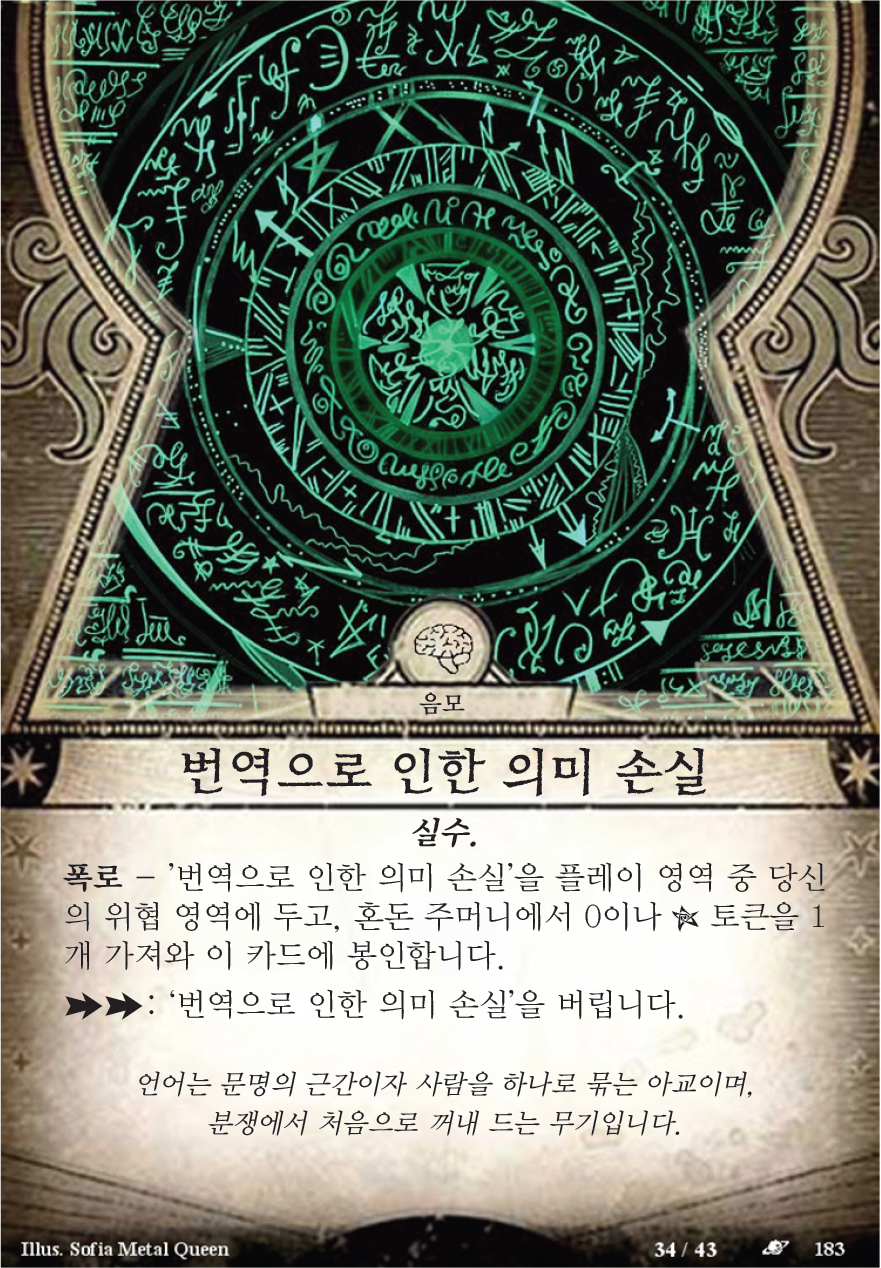 음모
번역으로 인한 의미 손실
실수.
폭로 – ’번역으로 인한 의미 손실’을 플레이 영역 중 당신
의 위협 영역에 두고, 혼돈 주머니에서 0이나 토큰을 1
개 가져와 이 카드에 봉인합니다.
: ‘번역으로 인한 의미 손실’을 버립니다.
언어는 문명의 근간이자 사람을 하나로 묶는 아교이며,
분쟁에서 처음으로 꺼내 드는 무기입니다.
Illus. Sofia Metal Queen 34 / 43 183